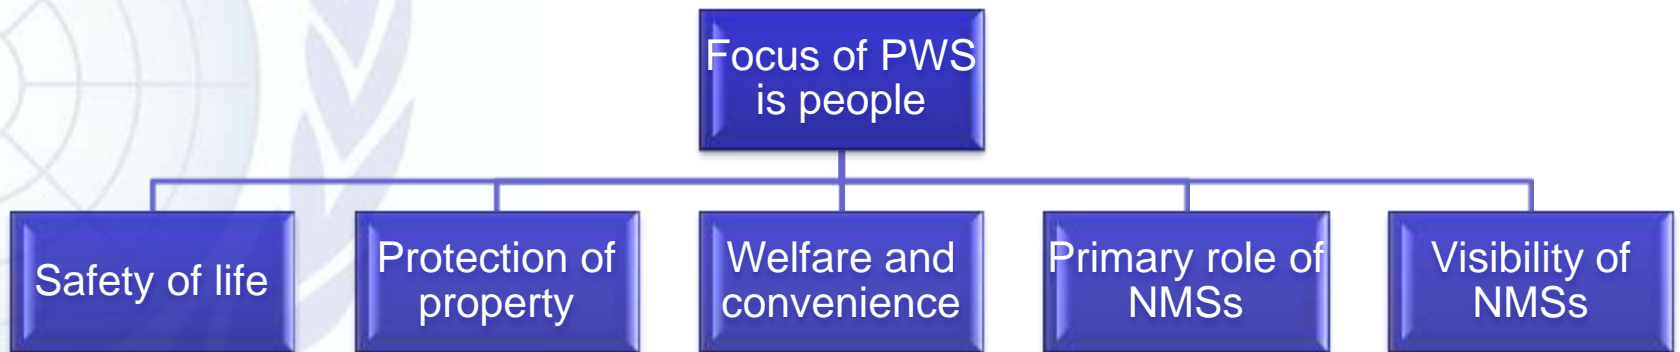 Focus of PWS
is people
Safety of life
Protection of
property
Welfare and
convenience
Primary role of
NMSs
Visibility of
NMSs